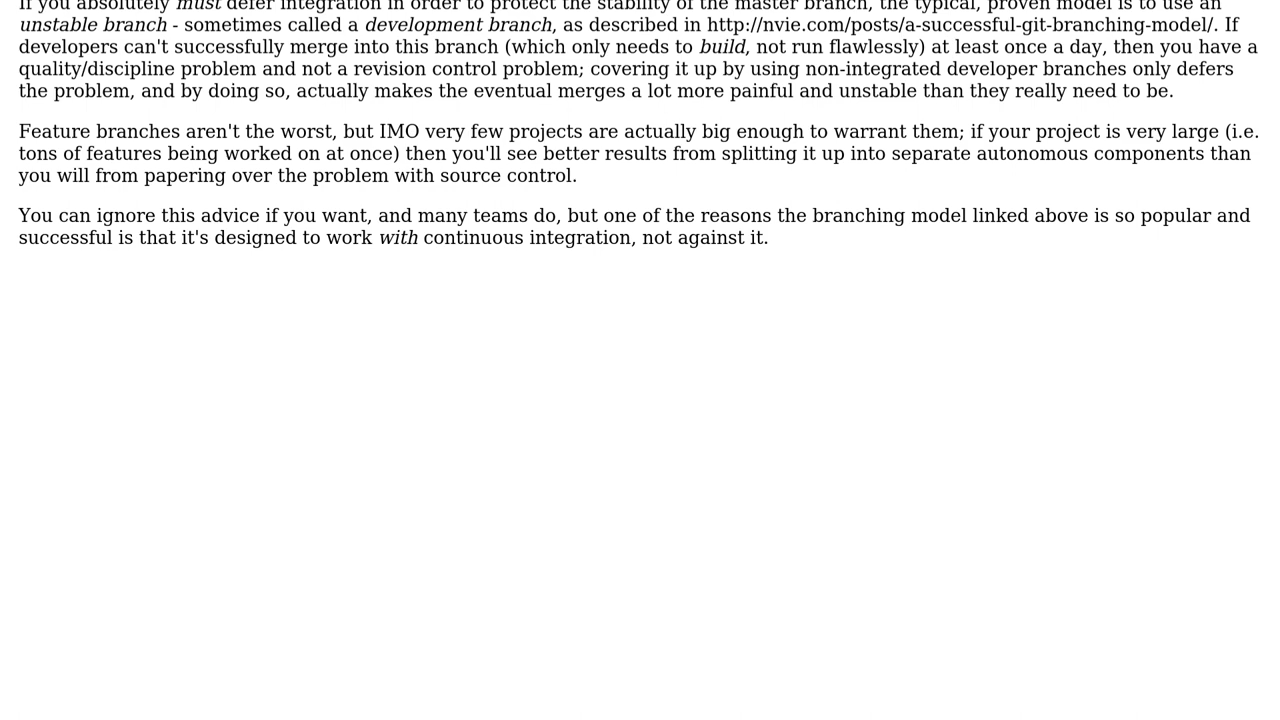 If you absolutely must defer integration in order to protect the stability of the master branch, the typical, proven model is to use an
unstable branch - sometimes called a development branch, as described in http://nvie.com/posts/a-successful-git-branching-model/. If
developers can't successfully merge into this branch (which only needs to build, not run flawlessly) at least once a day, then you have a
quality/discipline problem and not a revision control problem; covering it up by using non-integrated developer branches only defers
the problem, and by doing so, actually makes the eventual merges a lot more painful and unstable than they really need to be.
Feature branches aren't the worst, but IMO very few projects are actually big enough to warrant them; if your project is very large (i.e.
tons of features being worked on at once) then you'll see better results from splitting it up into separate autonomous components than
you will from papering over the problem with source control.
You can ignore this advice if you want, and many teams do, but one of the reasons the branching model linked above is so popular and
successful is that it's designed to work with continuous integration, not against it.